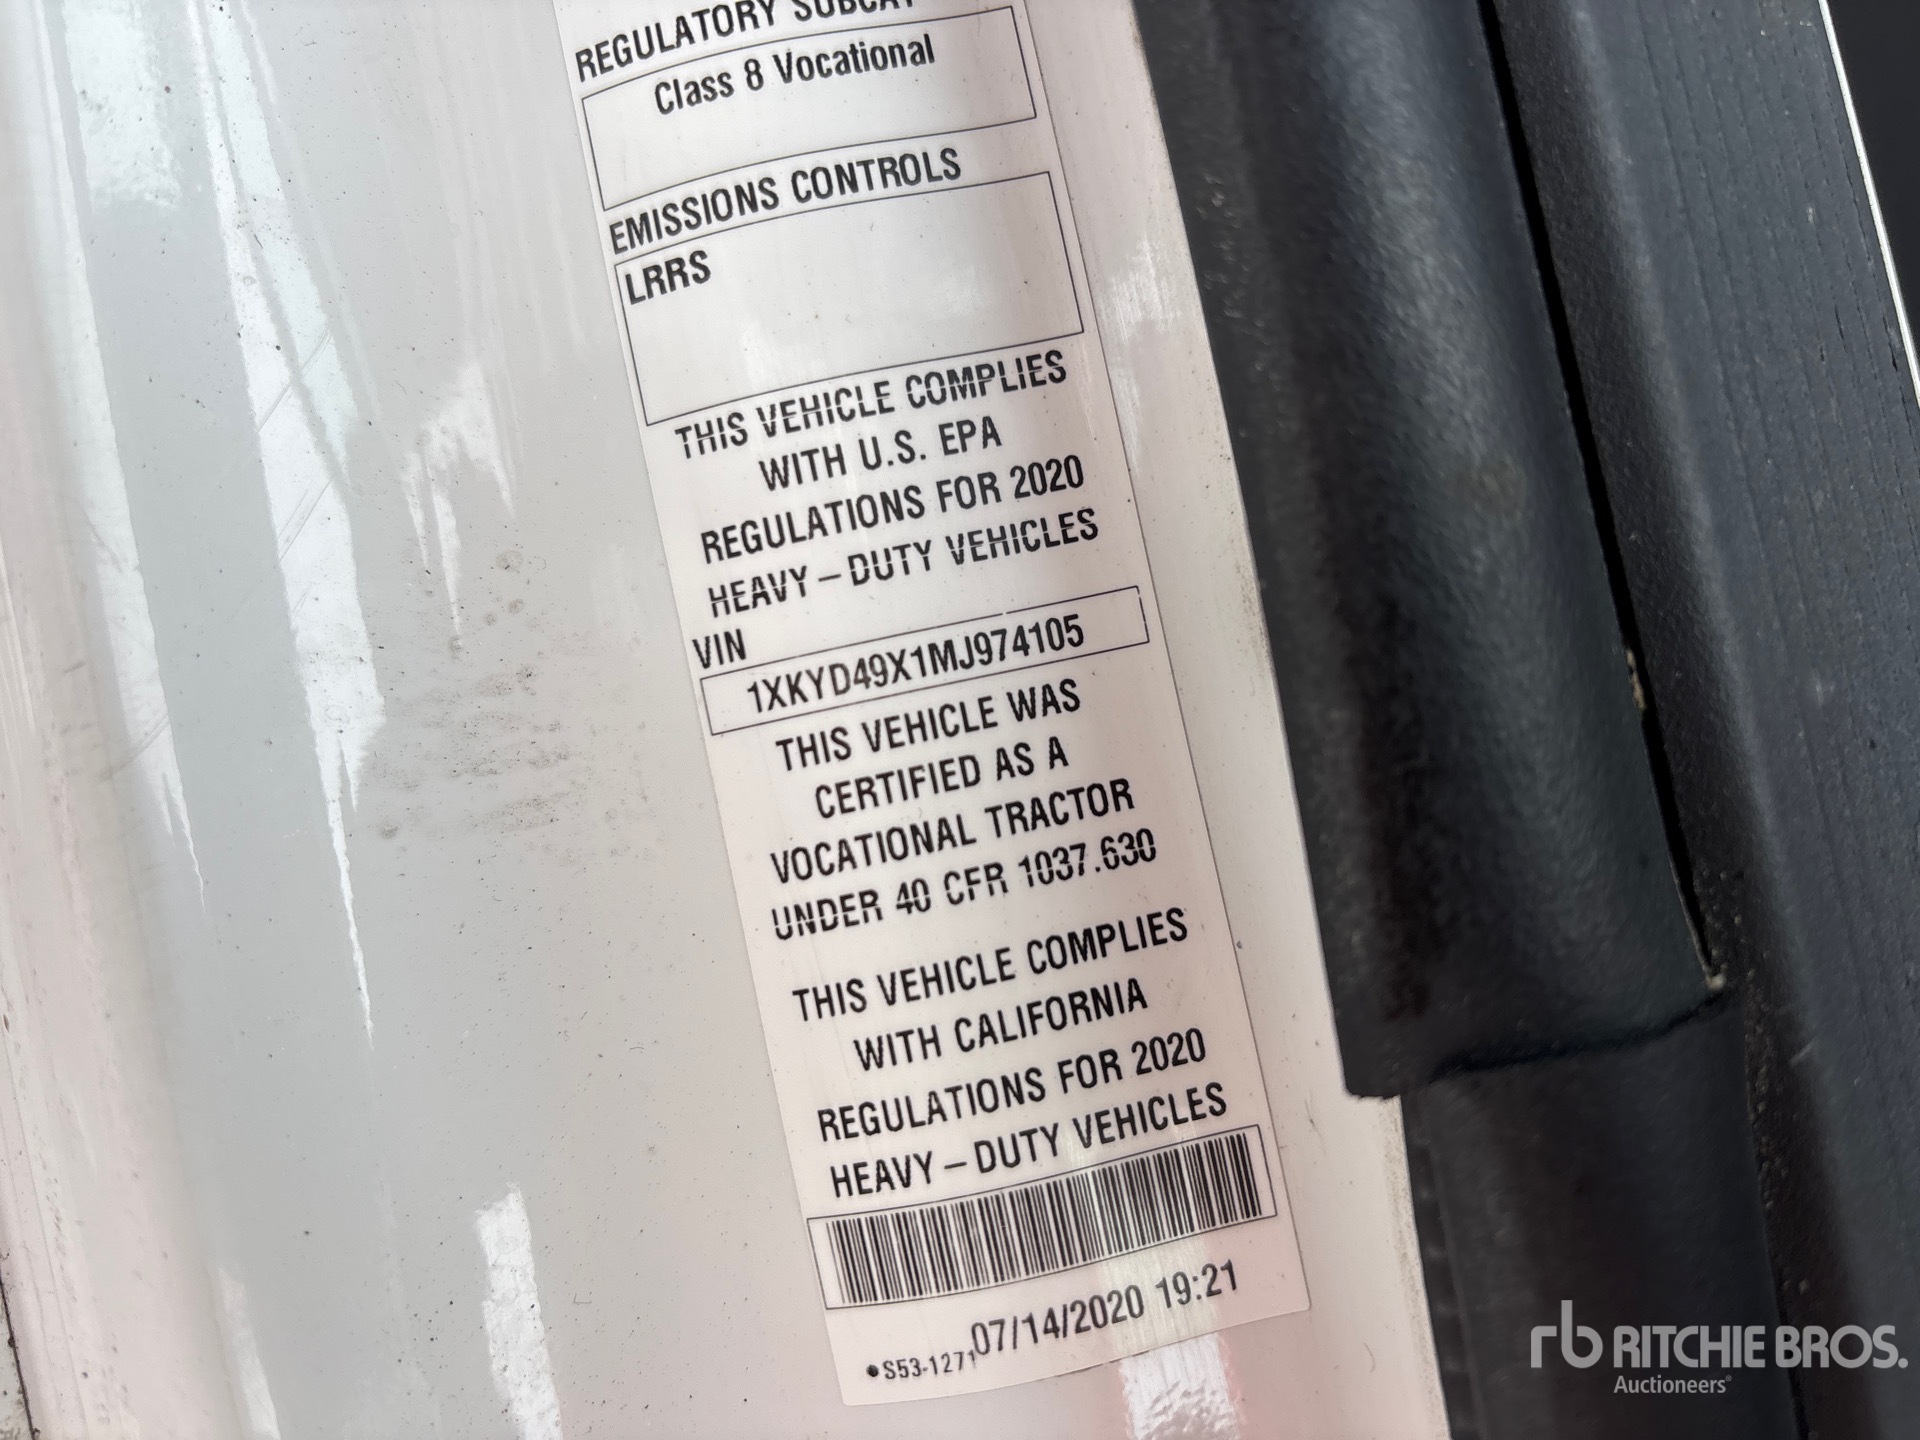 REGULATORY SUBCAT
Class 8 Vocational
EMISSIONS CONTROLS
LRRS
THIS VEHICLE COMPLIES
WITH U.S. EPA
REGULATIONS FOR 2020
HEAVY – DUTY VEHICLES
VIN
1XKYD49X1MJ974105
THIS VEHICLE WAS
CERTIFIED AS A
VOCATIONAL TRACTOR
UNDER 40 CFR 1037.630
THIS VEHICLE COMPLIES
WITH CALIFORNIA
REGULATIONS FOR 2020
HEAVY – DUTY VEHICLES
07/14/2020 19:21
•S53-1271
rb RITCHIE BROS.
Auctioneers®